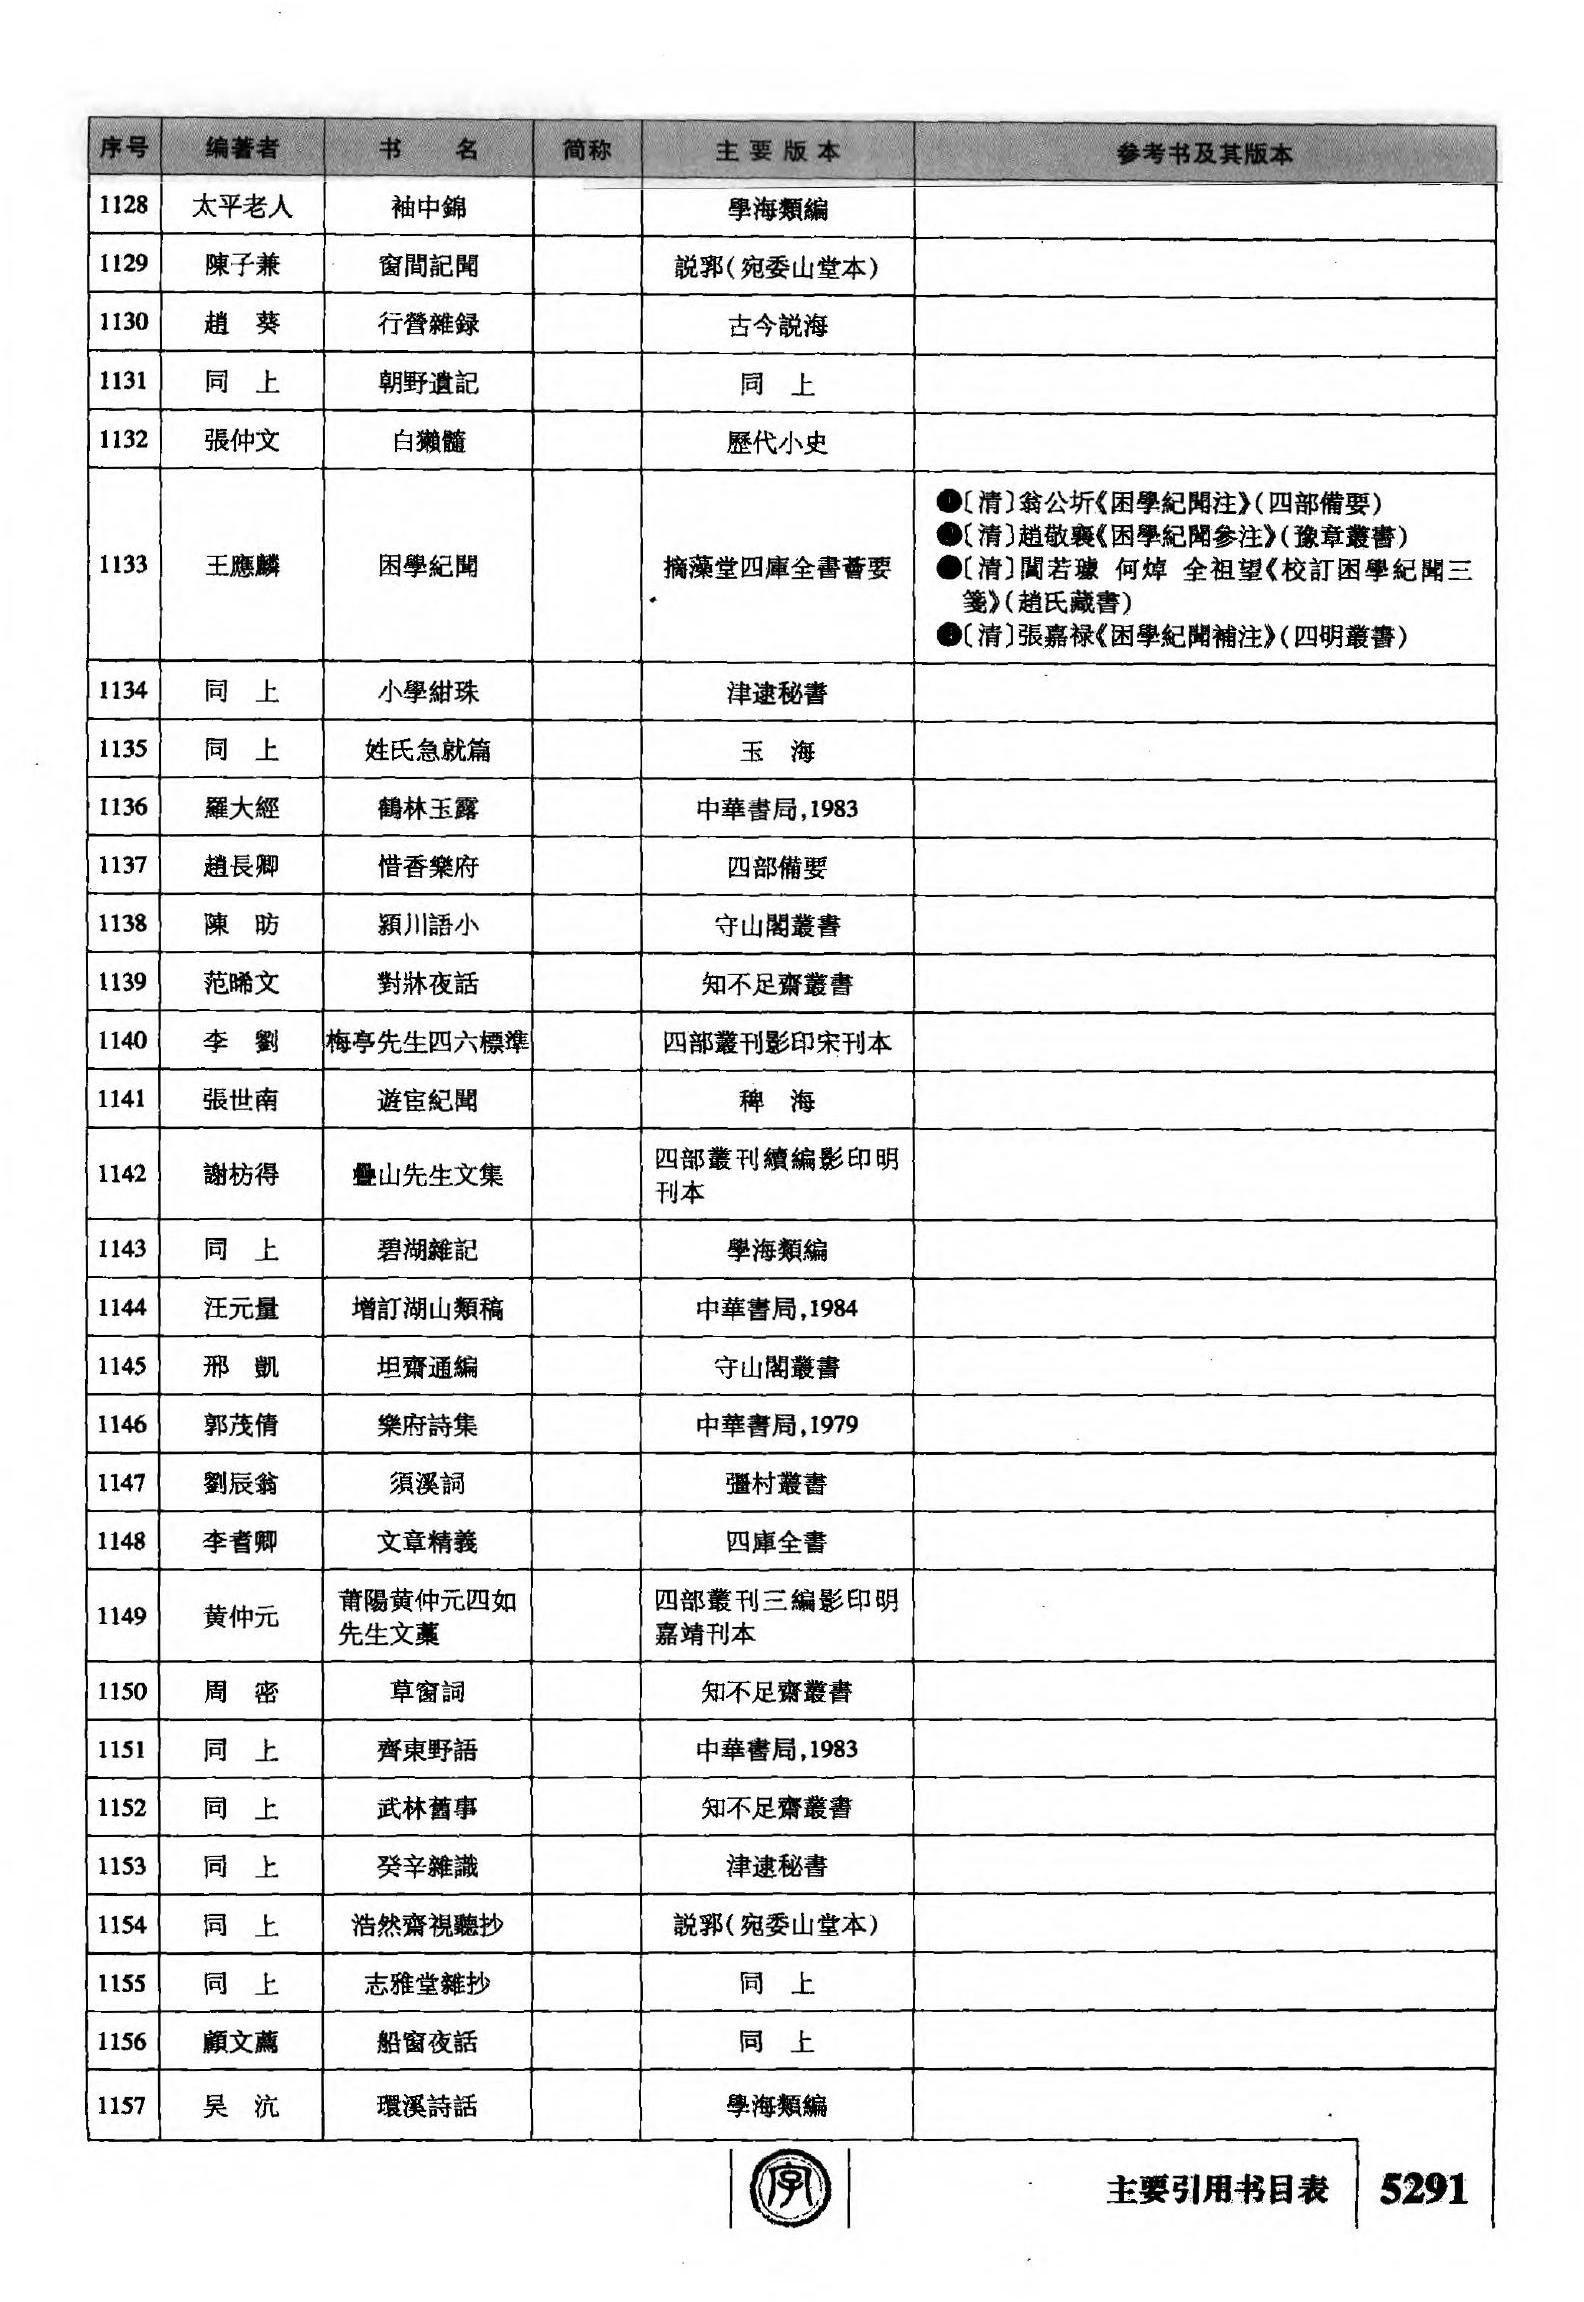 序号 编著者 书 名 简称 主要版本 参考书及其版本
1128 太平老人 袖中錦 學海類編
1129 陳子兼 窗間記聞 説郛(宛委山堂本)
1130 趙 葵 行營雜録 古今説海
1131 同 上 朝野遺記 同 上
1132 張仲文 白獺髓 歷代小史
1133 王應麟 困學紀聞 摛藻堂四庫全書薈要
〔清〕翁公圻《困學紀聞注》(四部備要)
〔清〕趙敬襄《困學紀聞參注》(豫章叢書)
〔清〕閻若璩 何焯 全祖望《校訂困學紀聞三
箋》(趙氏藏書)
〔清〕張嘉禄《困學紀聞補注》(四明叢書)
1134 同 上 小學紺珠 津逮秘書
1135 同 上 姓氏急就篇 玉 海
1136 羅大經 鶴林玉露 中華書局,1983
1137 趙長卿 惜香樂府 四部備要
1138 陳 昉 潁川語小 守山閣叢書
1139 范晞文 對牀夜話 知不足齋叢書
1140 李 劉 梅亭先生四六標準 四部叢刊影印宋刊本
1141 張世南 遊宦紀聞 稗 海
1142 謝枋得 疊山先生文集 四部叢刊續編影印明
刊本
1143 同 上 碧湖雜記 學海類編
1144 汪元量 增訂湖山類稿 中華書局,1984
1145 邢 凱 坦齋通編 守山閣叢書
1146 郭茂倩 樂府詩集 中華書局,1979
1147 劉辰翁 須溪詞 彊村叢書
1148 李耆卿 文章精義 四庫全書
1149 黄仲元 莆陽黄仲元四如 四部叢刊三編影印明
先生文藁 嘉靖刊本
1150 周 密 草窗詞 知不足齋叢書
1151 同 上 齊東野語 中華書局,1983
1152 同 上 武林舊事 知不足齋叢書
1153 同 上 癸辛雜識 津逮秘書
1154 同 上 浩然齋視聽抄 説郛(宛委山堂本)
1155 同 上 志雅堂雜抄 同 上
1156 顧文薦 船窗夜話 同 上
1157 吴 沆 環溪詩話 學海類編
字
主要引用书目表 5291